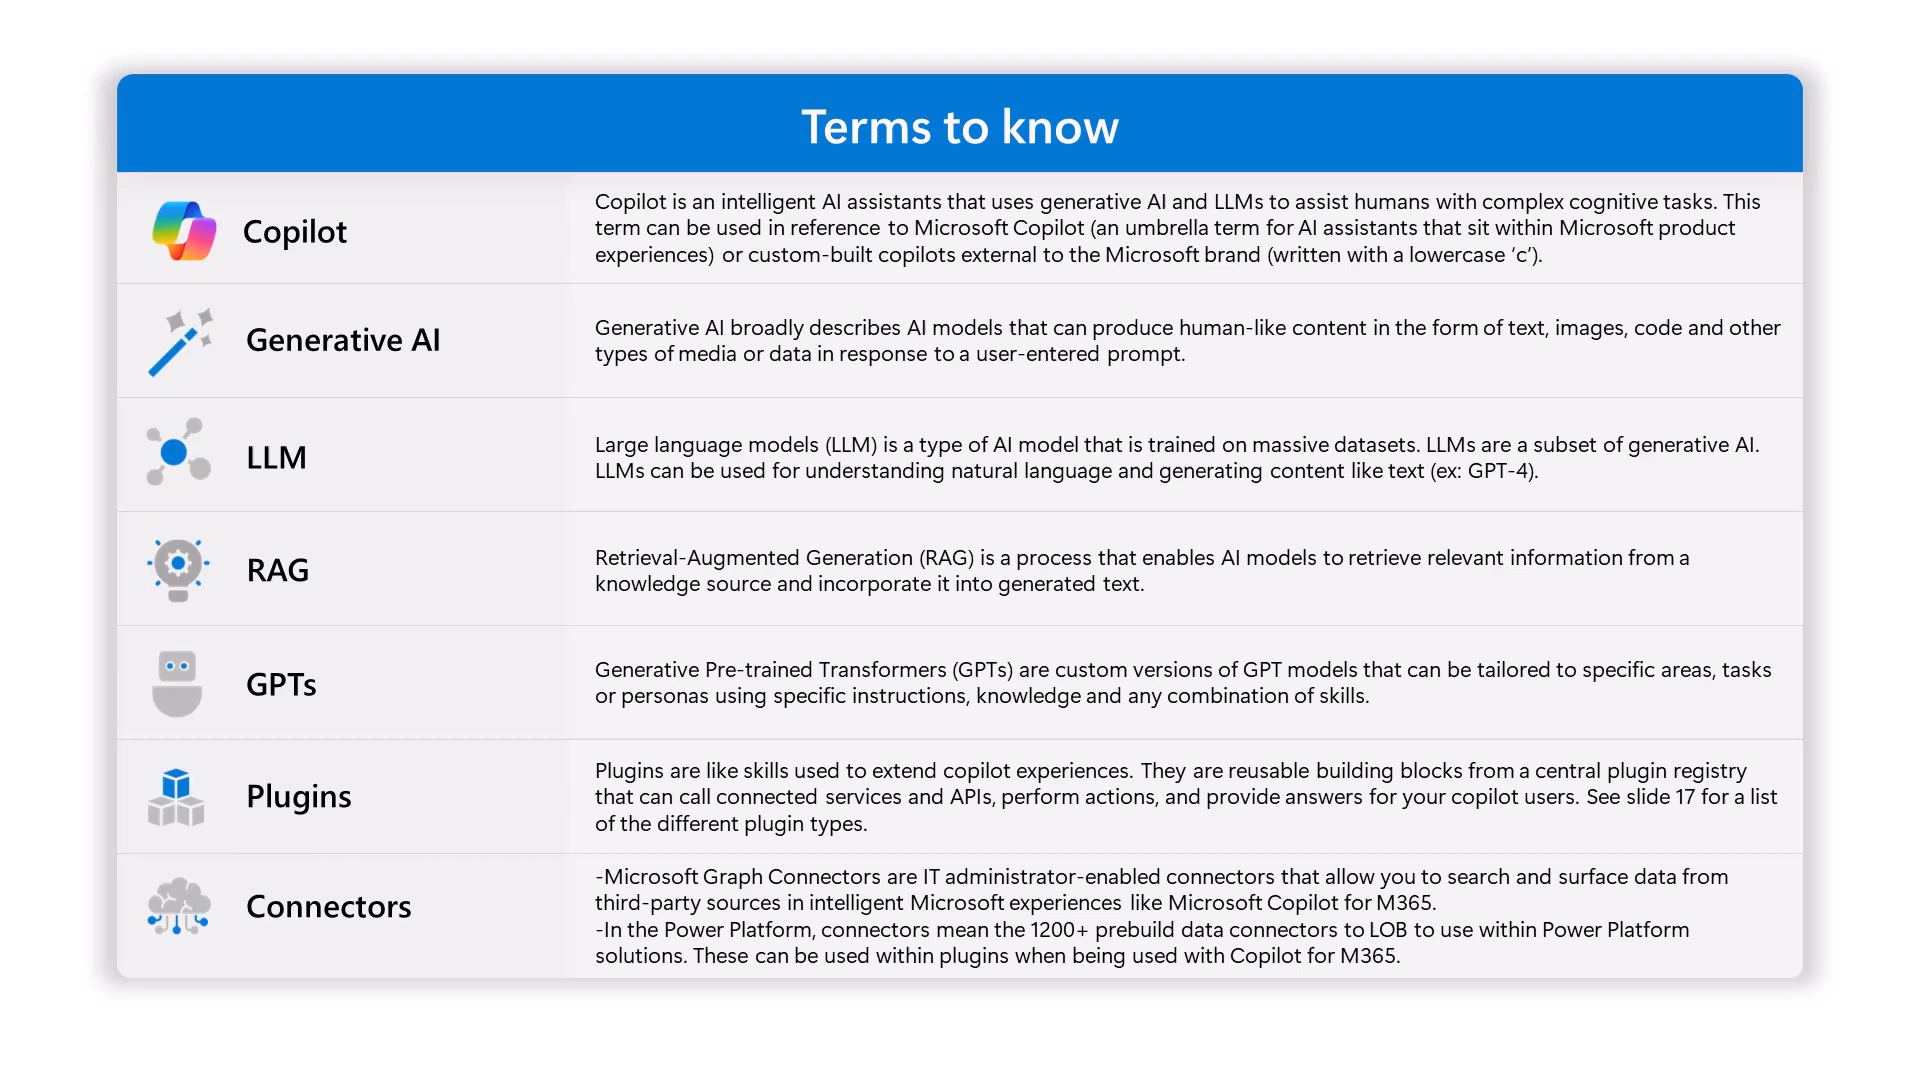 Terms to know
Copilot
Copilot is an intelligent AI assistants that uses generative AI and LLMs to assist humans with complex cognitive tasks. This
term can be used in reference to Microsoft Copilot (an umbrella term for AI assistants that sit within Microsoft product
experiences) or custom-built copilots external to the Microsoft brand (written with a lowercase ‘c’).
Generative AI
Generative AI broadly describes AI models that can produce human-like content in the form of text, images, code and other
types of media or data in response to a user-entered prompt.
LLM
Large language models (LLM) is a type of AI model that is trained on massive datasets. LLMs are a subset of generative AI.
LLMs can be used for understanding natural language and generating content like text (ex: GPT-4).
RAG
Retrieval-Augmented Generation (RAG) is a process that enables AI models to retrieve relevant information from a
knowledge source and incorporate it into generated text.
GPTs
Generative Pre-trained Transformers (GPTs) are custom versions of GPT models that can be tailored to specific areas, tasks
or personas using specific instructions, knowledge and any combination of skills.
Plugins
Plugins are like skills used to extend copilot experiences. They are reusable building blocks from a central plugin registry
that can call connected services and APIs, perform actions, and provide answers for your copilot users. See slide 17 for a list
of the different plugin types.
Connectors
-Microsoft Graph Connectors are IT administrator-enabled connectors that allow you to search and surface data from
third-party sources in intelligent Microsoft experiences like Microsoft Copilot for M365.
-In the Power Platform, connectors mean the 1200+ prebuild data connectors to LOB to use within Power Platform
solutions. These can be used within plugins when being used with Copilot for M365.